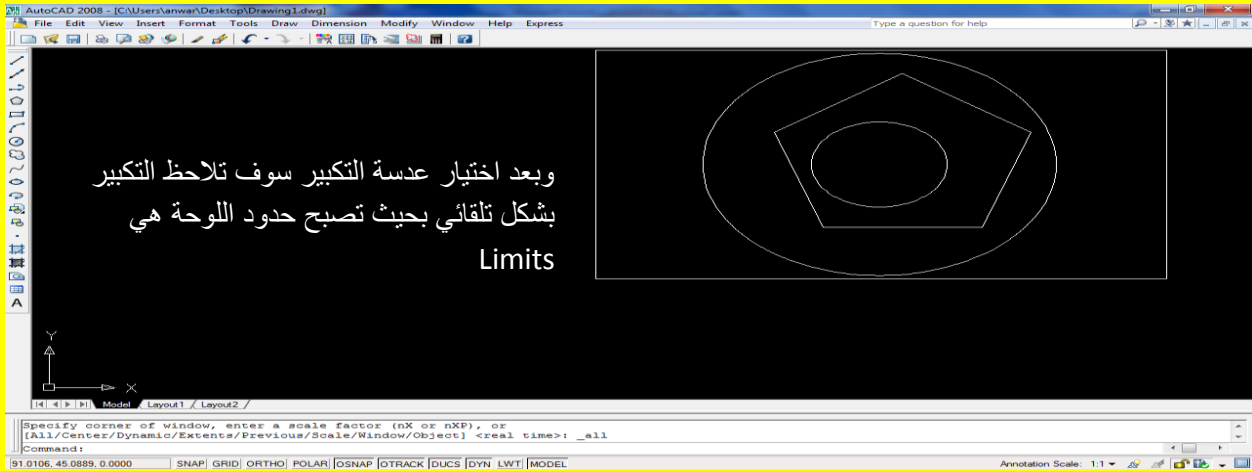 AutoCAD 2008 - [C:\Users\anwar\Desktop\Drawing1.dwg]
File Edit View Insert Format Tools Draw Dimension Modify Window Help Express Type a question for help
وبعد اختيار عدسة التكبير سوف تلاحظ التكبير
بشكل تلقائي بحيث تصبح حدود اللوحة هي
Limits
Y
X
Model Layout1 Layout2
Specify corner of window, enter a scale factor (nX or nXP), or
[All/Center/Dynamic/Extents/Previous/Scale/Window/Object] <real time>: _all
Command:
91.0106, 45.0889, 0.0000 SNAP GRID ORTHO POLAR OSNAP OTRACK DUCS DYN LWT MODEL Annotation Scale: 1:1